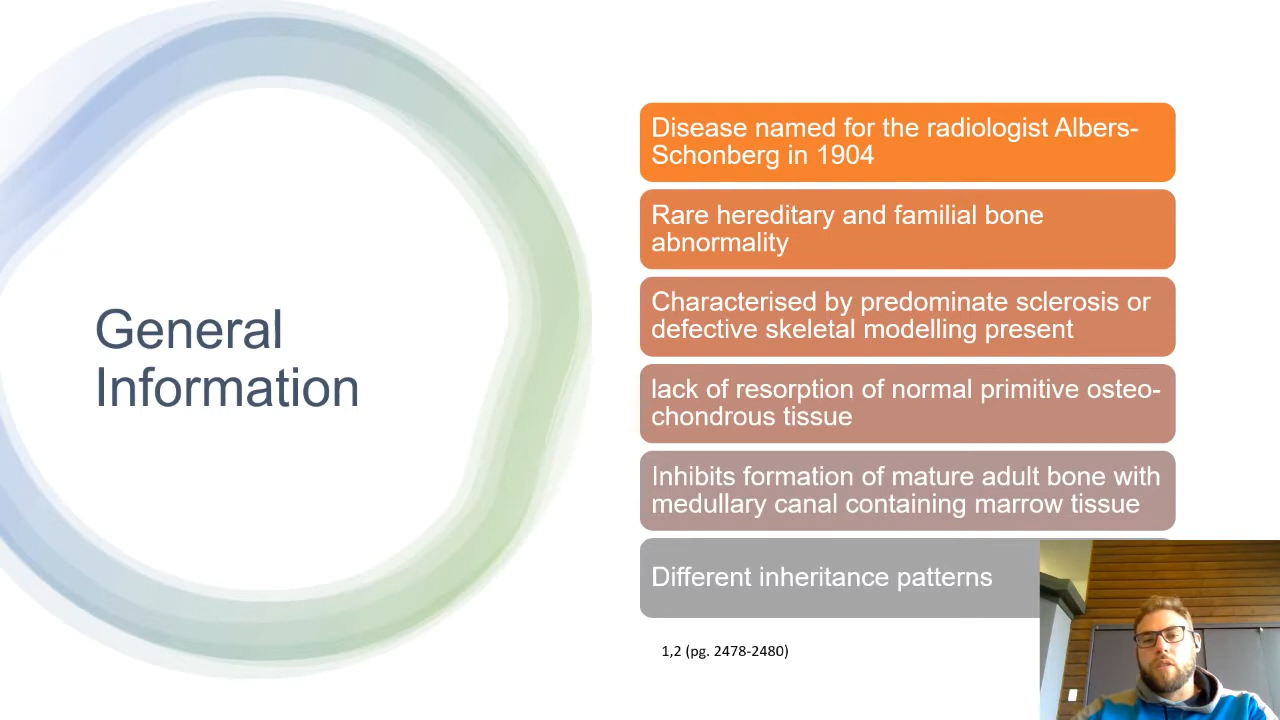 General
Information
Disease named for the radiologist Albers-
Schonberg in 1904
Rare hereditary and familial bone
abnormality
Characterised by predominate sclerosis or
defective skeletal modelling present
lack of resorption of normal primitive osteo-
chondrous tissue
Inhibits formation of mature adult bone with
medullary canal containing marrow tissue
Different inheritance patterns
1,2 (pg. 2478-2480)